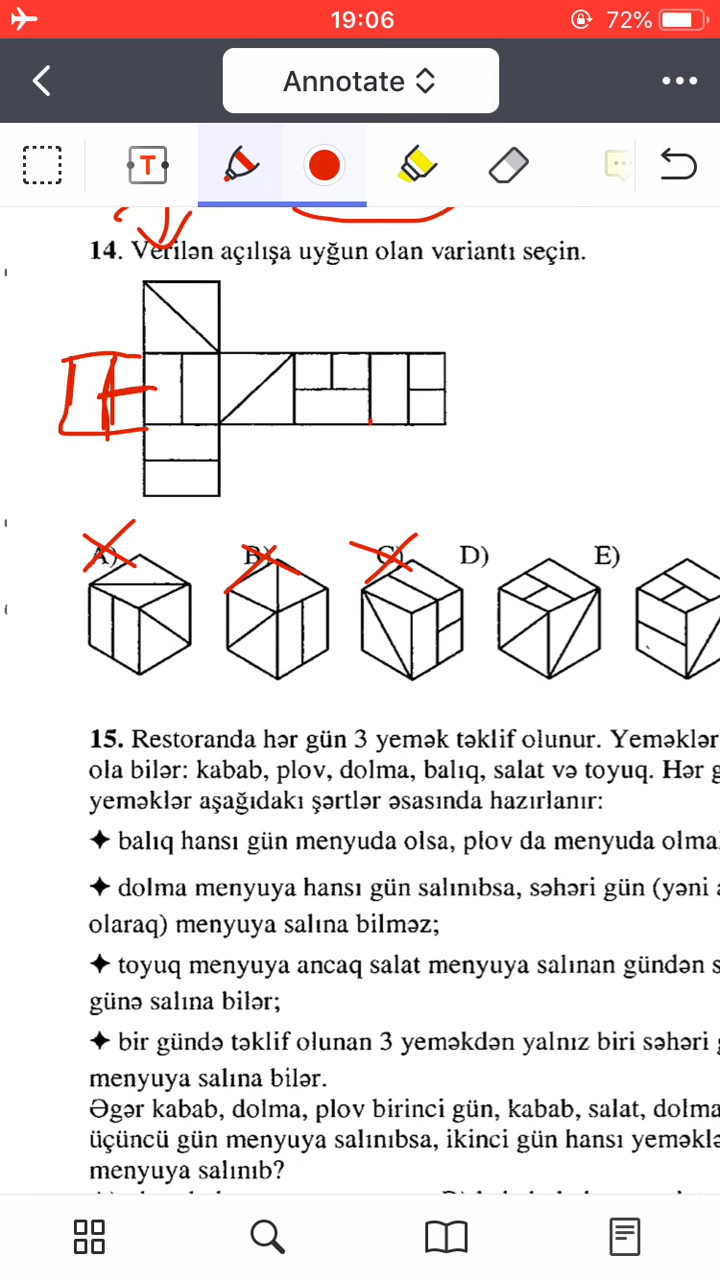 19:06
72%
Annotate
T
14. Verilən açılışa uyğun olan variantı seçin.
A)
B)
C)
D)
E)
15. Restoranda hər gün 3 yemək təklif olunur. Yeməklər
ola bilər: kabab, plov, dolma, balıq, salat və toyuq. Hər g
yeməklər aşağıdakı şərtlər əsasında hazırlanır:
✦ balıq hansı gün menyuda olsa, plov da menyuda olma
✦ dolma menyuya hansı gün salınıbsa, səhəri gün (yəni a
olaraq) menyuya salına bilməz;
✦ toyuq menyuya ancaq salat menyuya salınan gündən s
günə salına bilər;
✦ bir gündə təklif olunan 3 yeməkdən yalnız biri səhəri g
menyuya salına bilər.
Əgər kabab, dolma, plov birinci gün, kabab, salat, dolma
üçüncü gün menyuya salınıbsa, ikinci gün hansı yeməklə
menyuya salınıb?